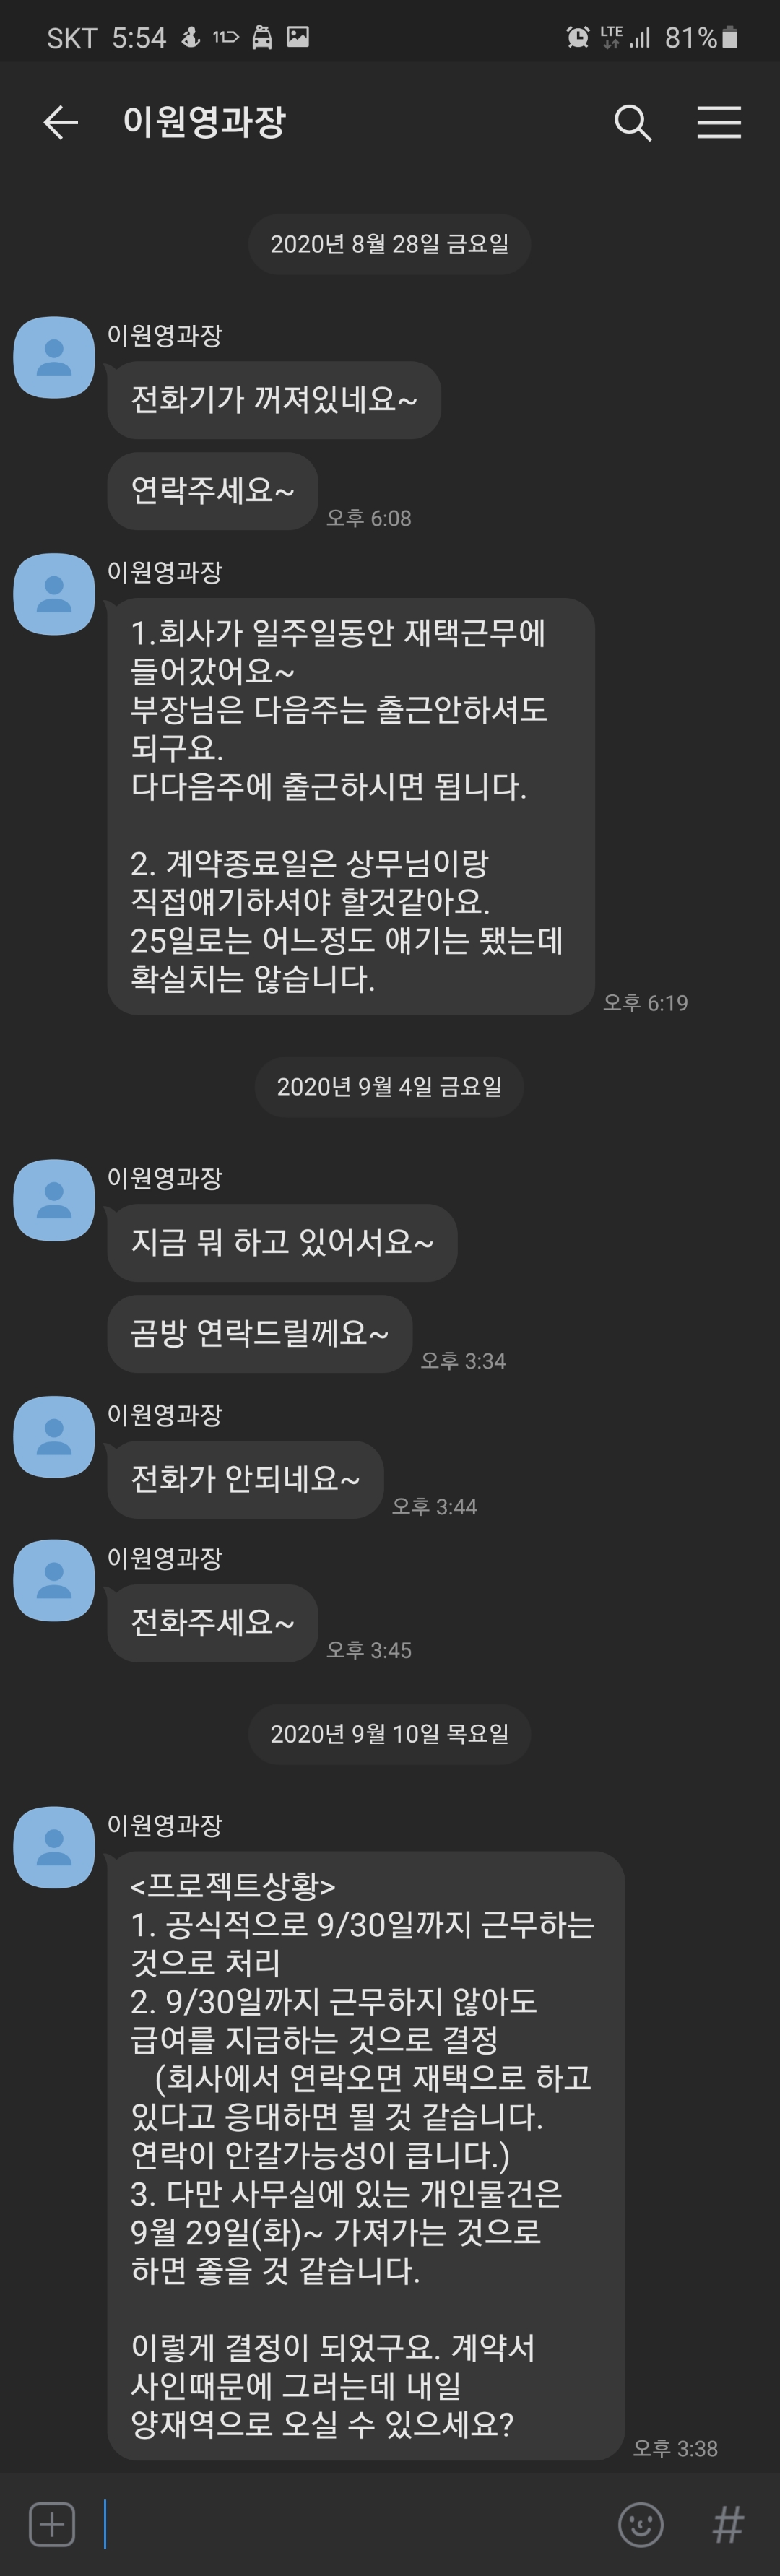 SKT 5:54 11 LTE 81%
이원영과장
2020년 8월 28일 금요일
이원영과장
전화기가 꺼져있네요~
연락주세요~
오후 6:08
이원영과장
1.회사가 일주일동안 재택근무에
들어갔어요~
부장님은 다음주는 출근안하셔도
되구요.
다다음주에 출근하시면 됩니다.
2. 계약종료일은 상무님이랑
직접얘기하셔야 할것같아요.
25일로는 어느정도 얘기는 됐는데
확실치는 않습니다.
오후 6:19
2020년 9월 4일 금요일
이원영과장
지금 뭐 하고 있어서요~
곰방 연락드릴께요~
오후 3:34
이원영과장
전화가 안되네요~
오후 3:44
이원영과장
전화주세요~
오후 3:45
2020년 9월 10일 목요일
이원영과장
<프로젝트상황>
1. 공식적으로 9/30일까지 근무하는
것으로 처리
2. 9/30일까지 근무하지 않아도
급여를 지급하는 것으로 결정
(회사에서 연락오면 재택으로 하고
있다고 응대하면 될 것 같습니다.
연락이 안갈가능성이 큽니다.)
3. 다만 사무실에 있는 개인물건은
9월 29일(화)~ 가져가는 것으로
하면 좋을 것 같습니다.
이렇게 결정이 되었구요. 계약서
사인때문에 그러는데 내일
양재역으로 오실 수 있으세요?
오후 3:38
#